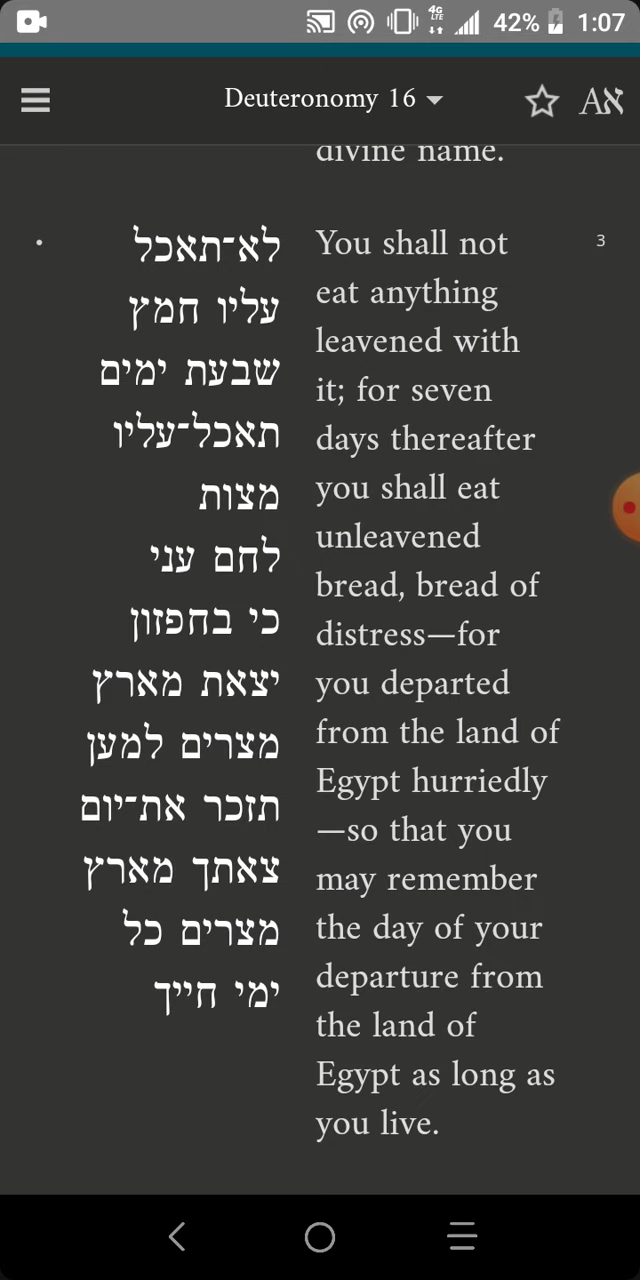 42% 1:07
Deuteronomy 16
Aא
divine name.
לא־תאכל
עליו חמץ
שבעת ימים
תאכל־עליו
מצות
לחם עני
כי בחפזון
יצאת מארץ
מצרים למען
תזכר את־יום
צאתך מארץ
מצרים כל
ימי חייך
You shall not
eat anything
leavened with
it; for seven
days thereafter
you shall eat
unleavened
bread, bread of
distress—for
you departed
from the land of
Egypt hurriedly
—so that you
may remember
the day of your
departure from
the land of
Egypt as long as
you live.
3